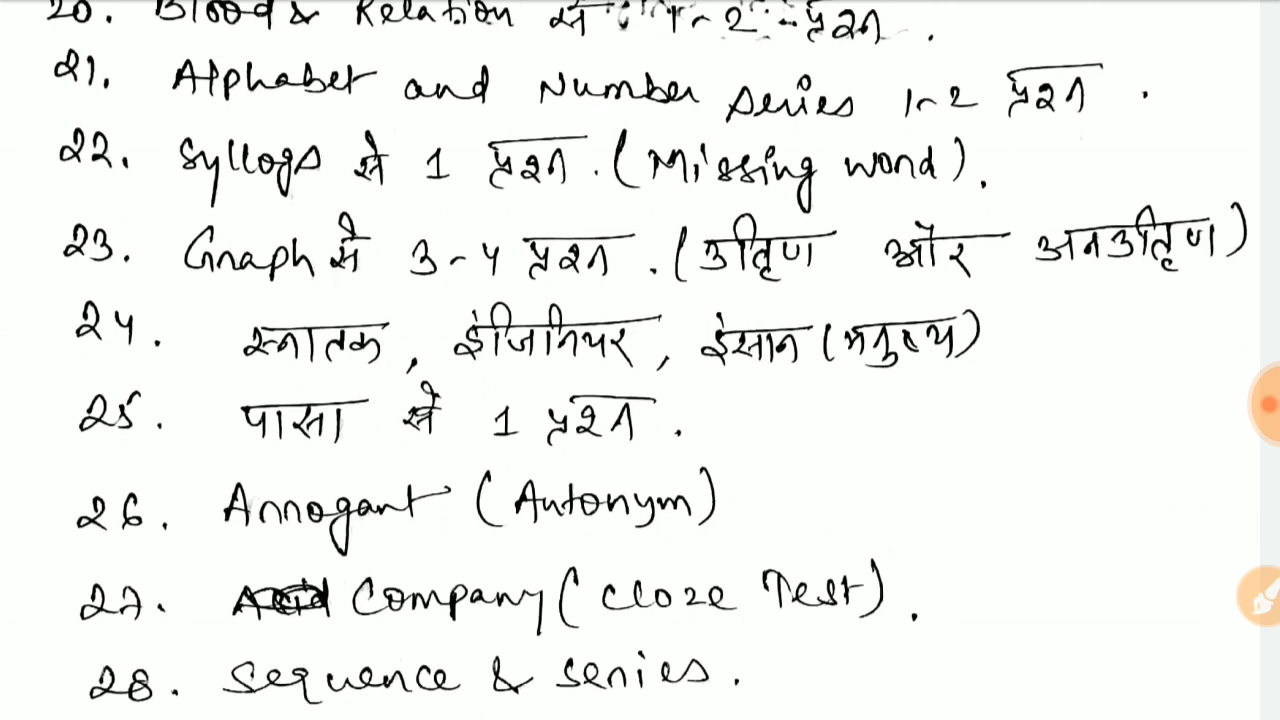 20. Blood & Relation से 1-2 प्रश्न.
21. Alphabet and Number series 1-2 प्रश्न.
22. Syllogs से 1 प्रश्न. (Missing word).
23. Graph से 3-4 प्रश्न. (उतिृण और अनउतिृण)
24. स्नातक, इंजिनियर, इंसान (मनुष्य)
25. पासा से 1 प्रश्न.
26. Arrogant (Autonym)
27. Company (Cloze Test).
28. Sequence & series.